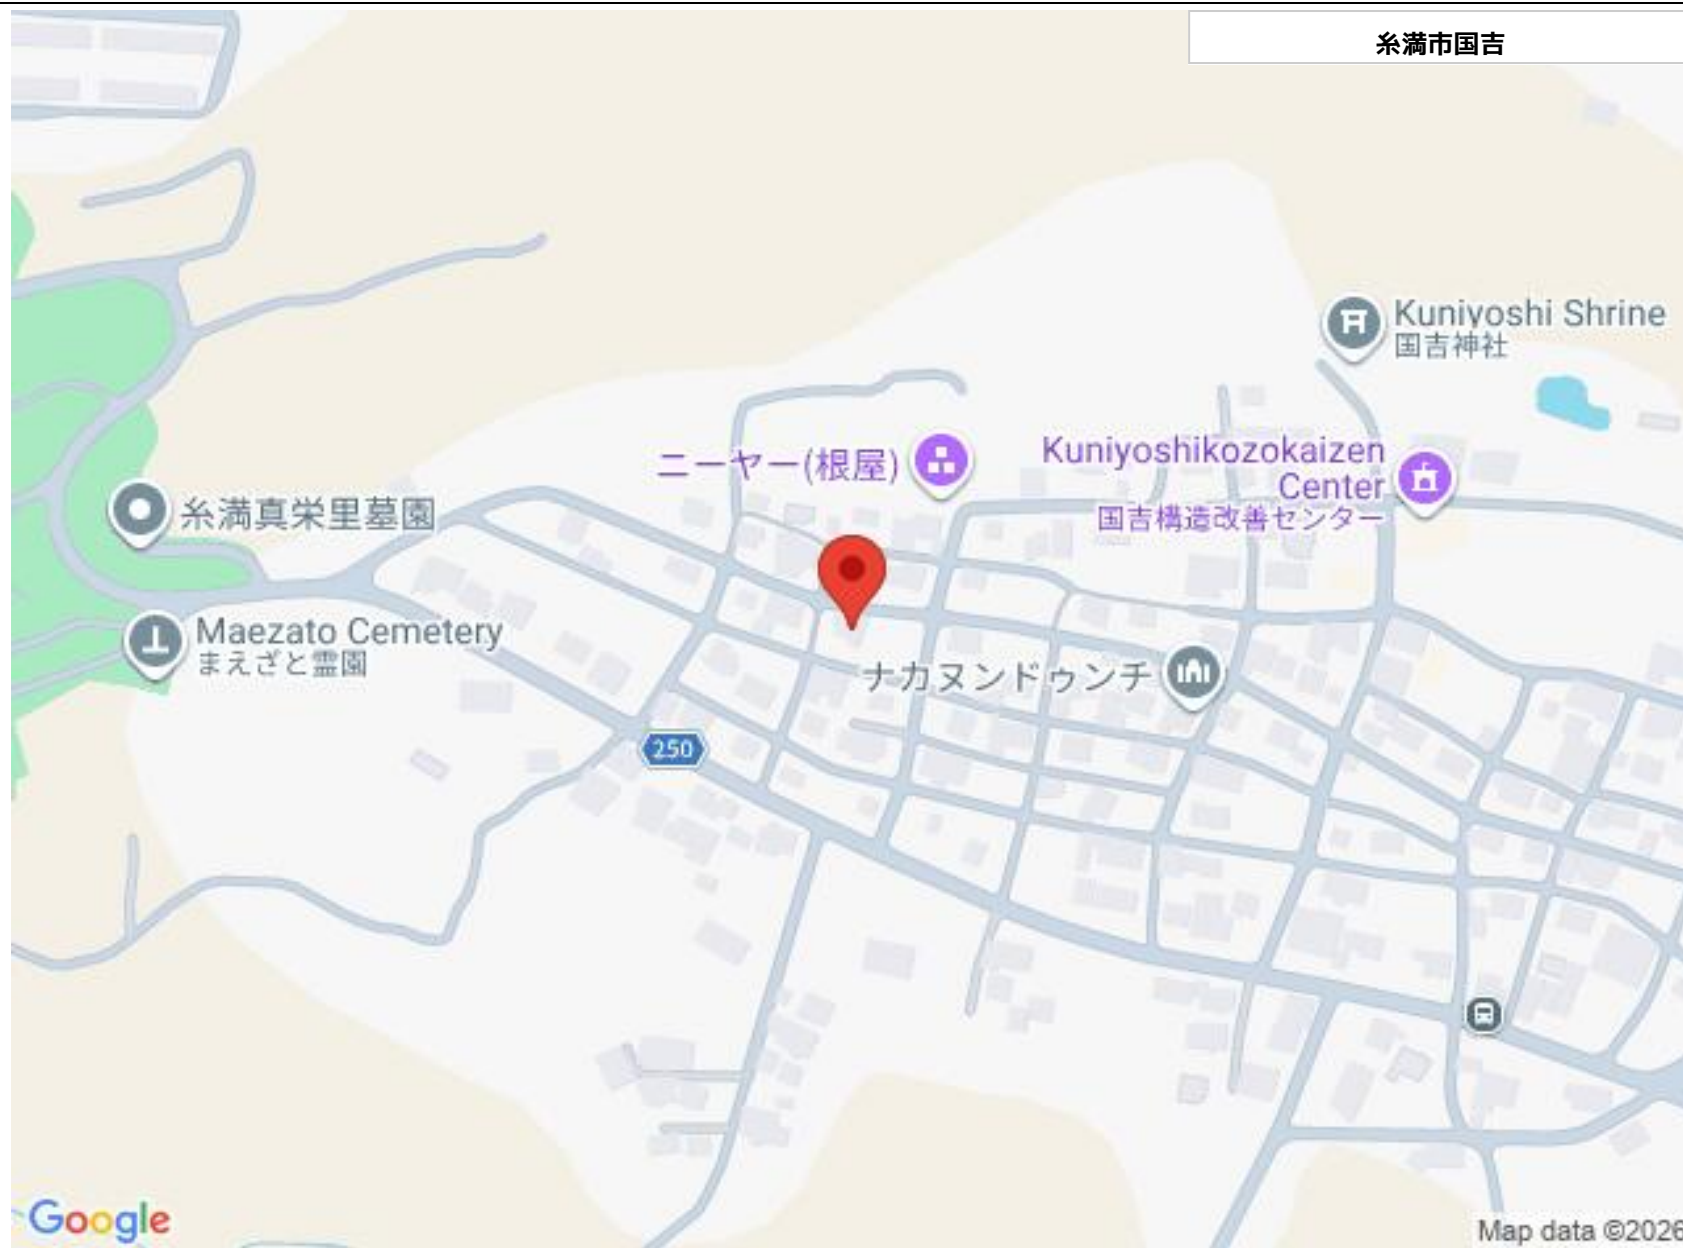 糸満市国吉
Kuniyoshi Shrine
国吉神社
ニーヤー(根屋)
Kuniyoshikozokaizen
Center
国吉構造改善センター
糸満真栄里墓園
Maezato Cemetery
まえざと霊園
ナカヌンドゥンチ
250
Google
Map data ©2026